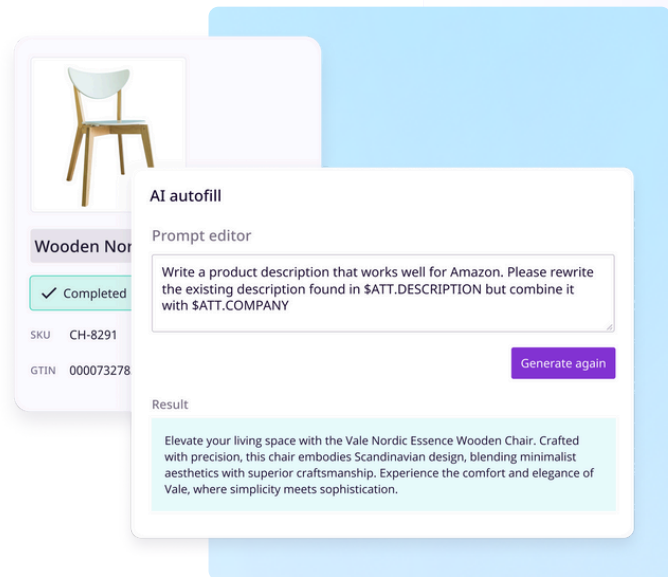 Wooden Nor
Completed
SKU CH-8291
GTIN 000073278
AI autofill
Prompt editor
Write a product description that works well for Amazon. Please rewrite
the existing description found in $ATT.DESCRIPTION but combine it
with $ATT.COMPANY
Generate again
Result
Elevate your living space with the Vale Nordic Essence Wooden Chair. Crafted
with precision, this chair embodies Scandinavian design, blending minimalist
aesthetics with superior craftsmanship. Experience the comfort and elegance of
Vale, where simplicity meets sophistication.